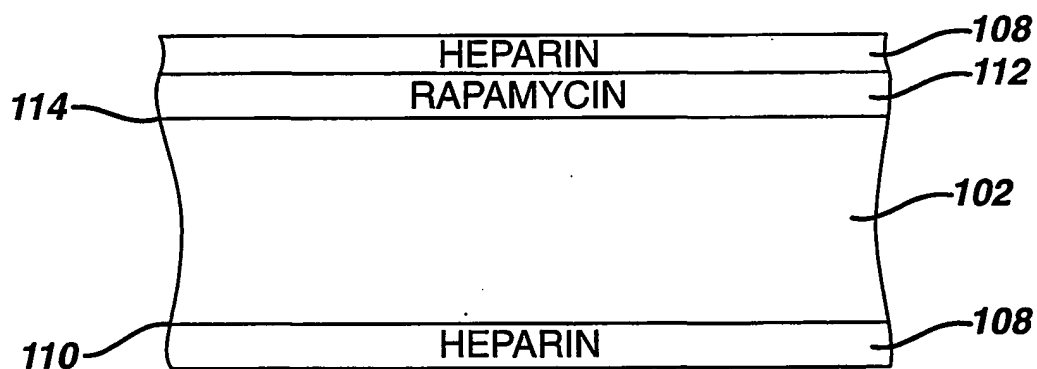 HEPARIN 108
RAPAMYCIN 112
114
102
110 HEPARIN 108